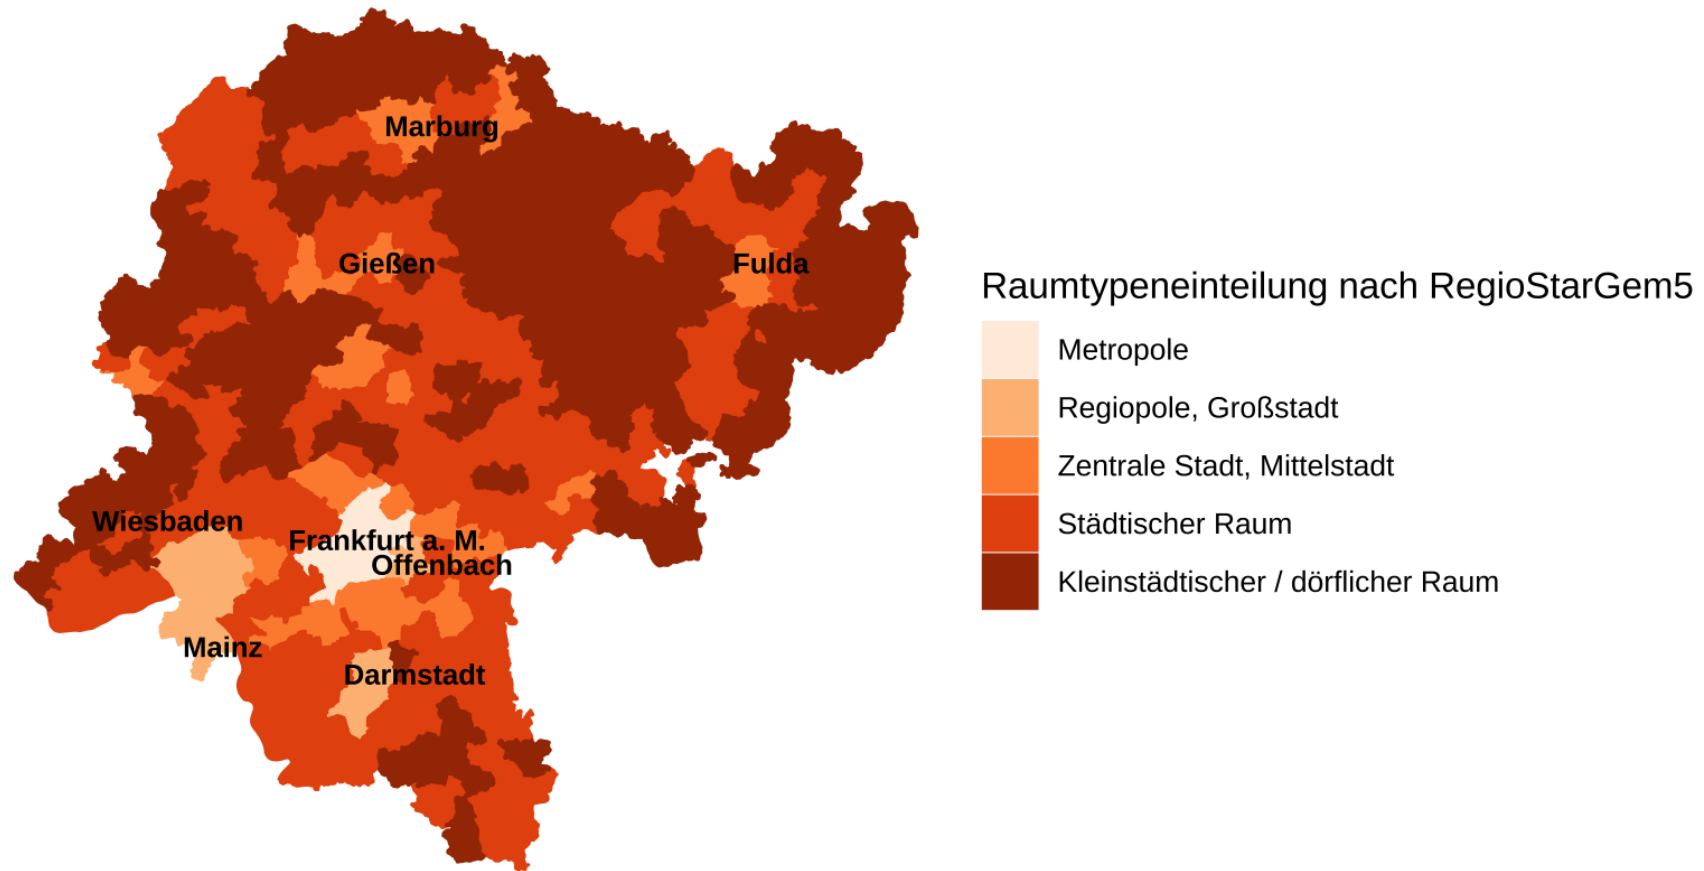 Marburg
Gießen
Fulda
Wiesbaden
Frankfurt a. M.
Offenbach
Mainz
Darmstadt
Raumtypeneinteilung nach RegioStarGem5
Metropole
Regiopole, Großstadt
Zentrale Stadt, Mittelstadt
Städtischer Raum
Kleinstädtischer / dörflicher Raum